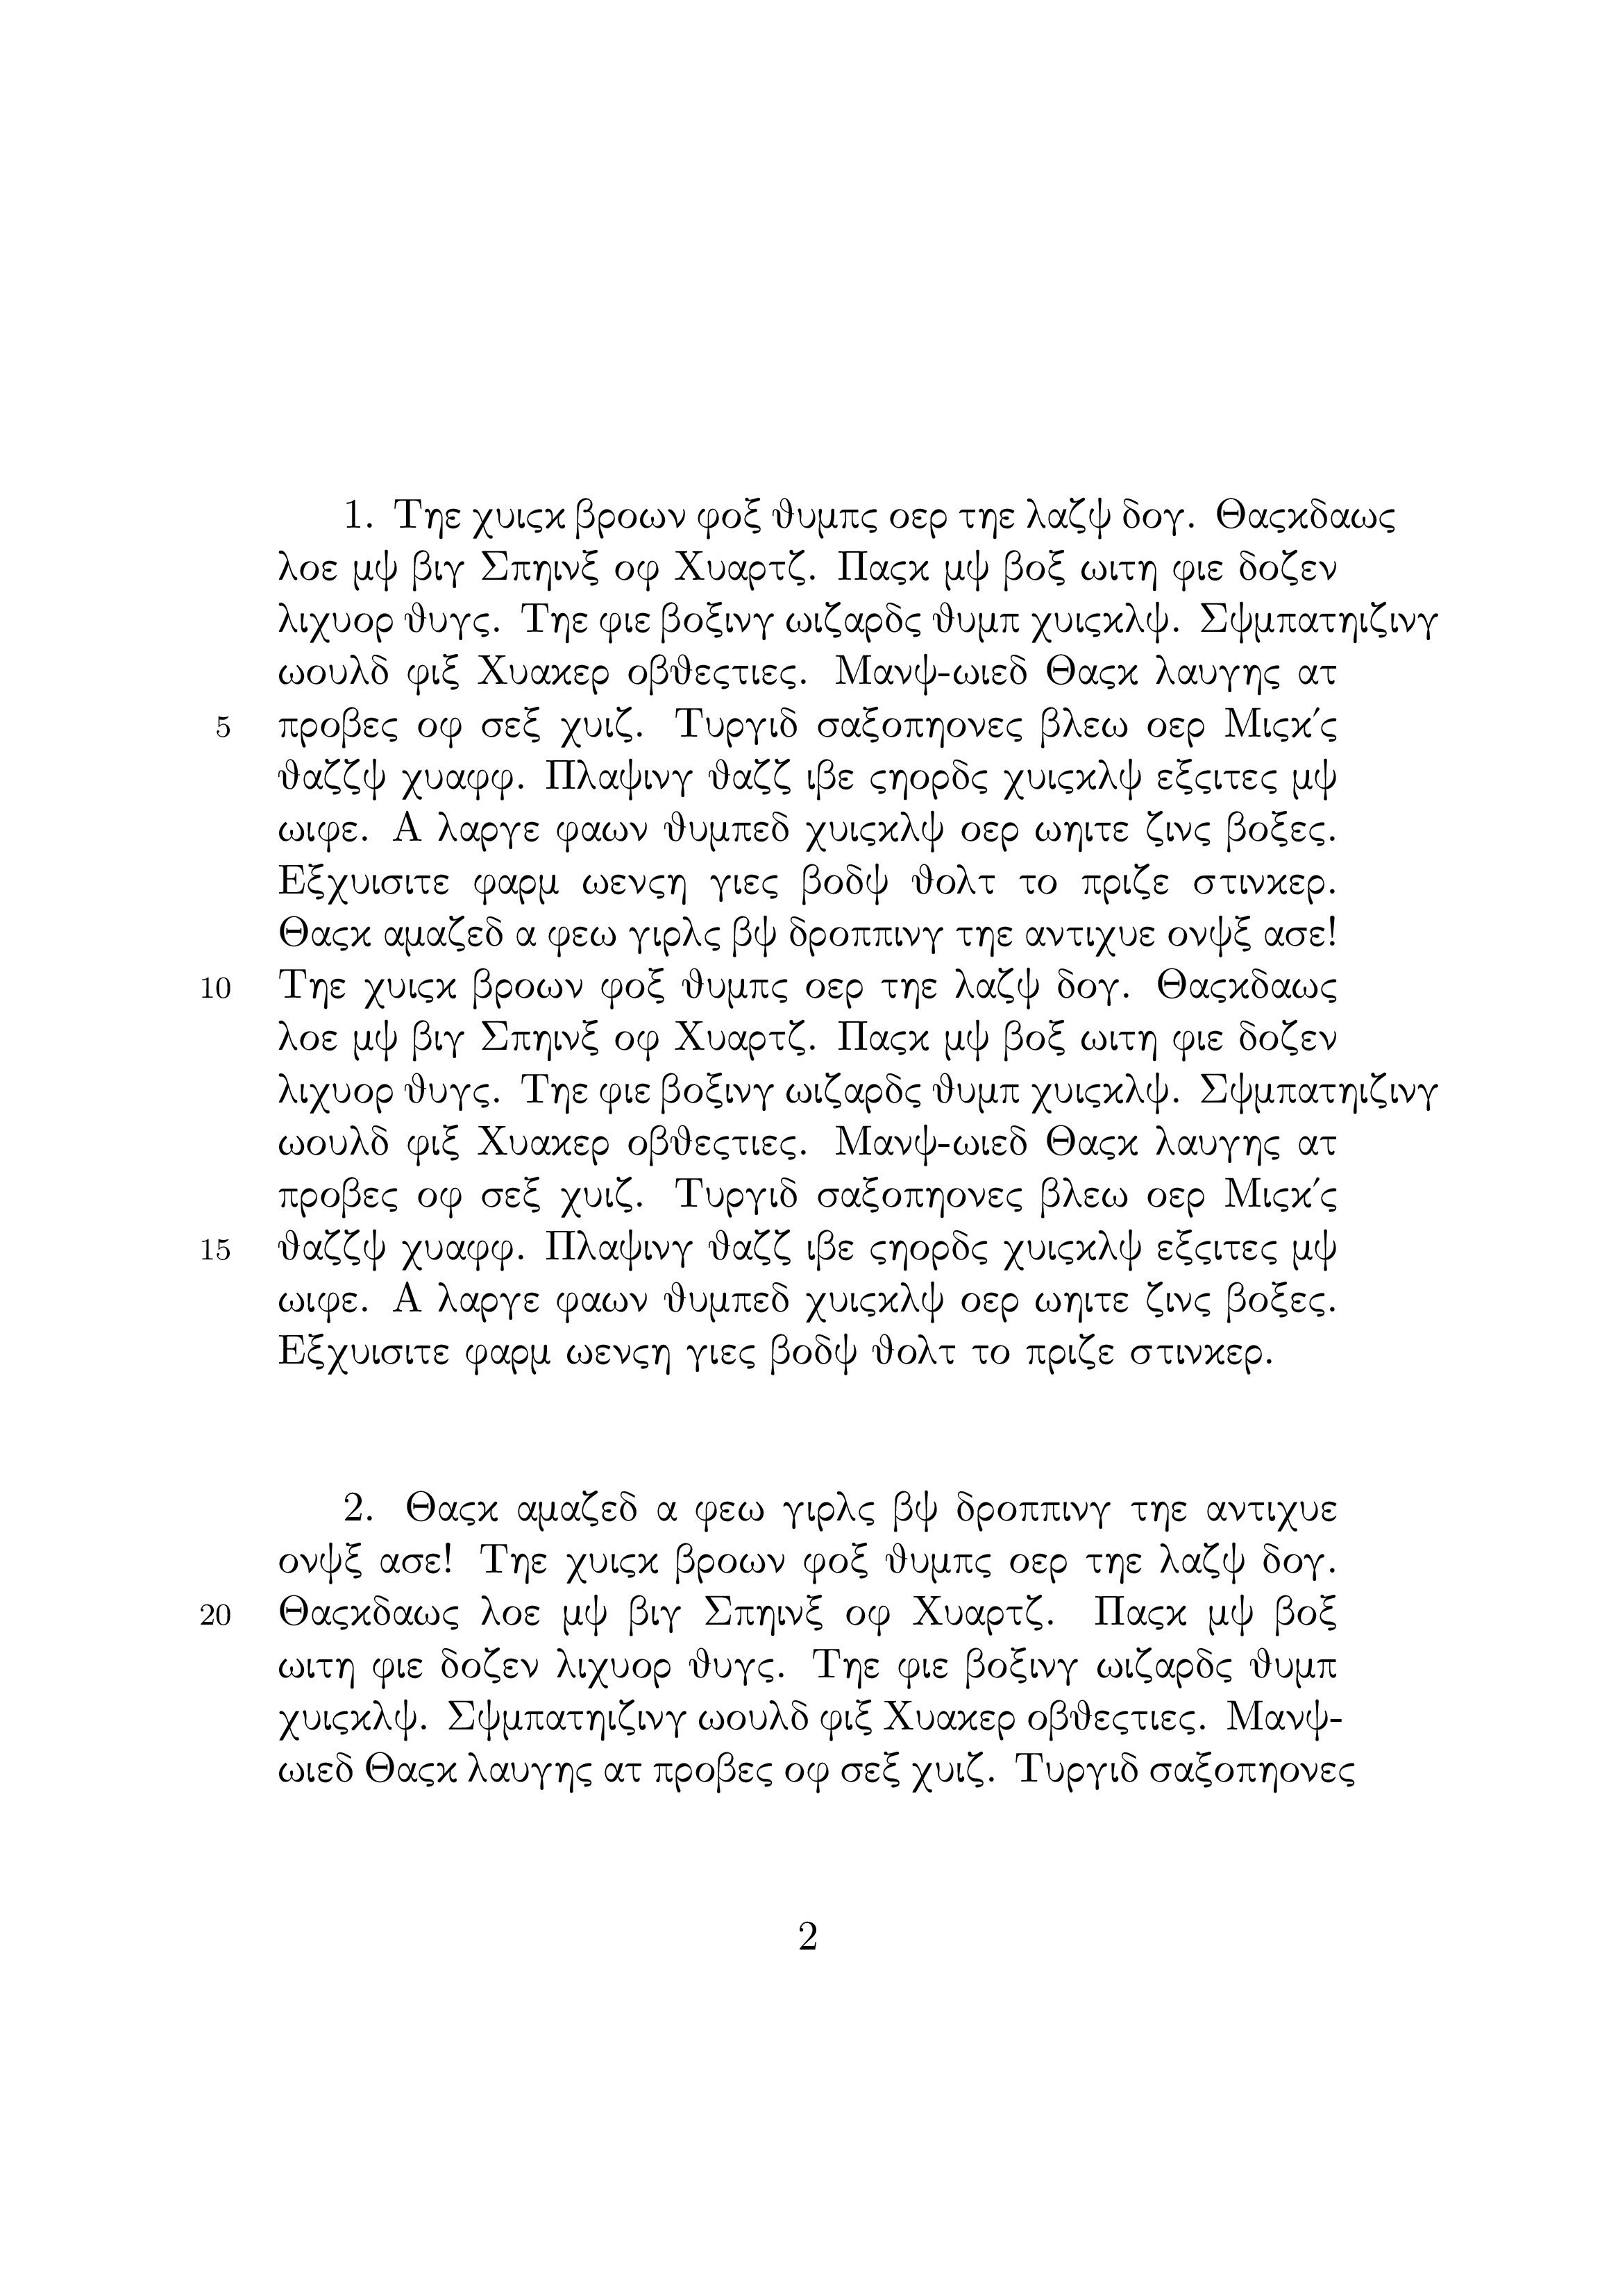 1. Τηε χυιςκ βροων φοξ ϑυμπς οερ τηε λαζψ δογ. Θαςκδαως
λοε μψ βιγ Σπηινξ οφ Χυαρτζ. Παςκ μψ βοξ ωιτη φιε δοζεν
λιχυορ ϑυγς. Τηε φιε βοξινγ ωιζαρδς ϑυμπ χυιςκλψ. Σψμπατηιζινγ
ωουλδ φιξ Χυακερ οβϑεςτιες. Μανψ-ωιεδ Θαςκ λαυγης ατ
5 προβες οφ σεξ χυιζ. Τυργιδ σαξοπηονες βλεω οερ Μιςκ΄ς
ϑαζζψ χυαφφ. Πλαψινγ ϑαζζ ιβε ςηορδς χυιςκλψ εξςιτες μψ
ωιφε. Α λαργε φαων ϑυμπεδ χυιςκλψ οερ ωηιτε ζινς βοξες.
Εξχυισιτε φαρμ ωενςη γιες βοδψ ϑολτ το πριζε στινκερ.
Θαςκ αμαζεδ α φεω γιρλς βψ δροππινγ τηε αντιχυε ονψξ ασε!
10 Τηε χυιςκ βροων φοξ ϑυμπς οερ τηε λαζψ δογ. Θαςκδαως
λοε μψ βιγ Σπηινξ οφ Χυαρτζ. Παςκ μψ βοξ ωιτη φιε δοζεν
λιχυορ ϑυγς. Τηε φιε βοξινγ ωιζαρδς ϑυμπ χυιςκλψ. Σψμπατηιζινγ
ωουλδ φιξ Χυακερ οβϑεςτιες. Μανψ-ωιεδ Θαςκ λαυγης ατ
προβες οφ σεξ χυιζ. Τυργιδ σαξοπηονες βλεω οερ Μιςκ΄ς
15 ϑαζζψ χυαφφ. Πλαψινγ ϑαζζ ιβε ςηορδς χυιςκλψ εξςιτες μψ
ωιφε. Α λαργε φαων ϑυμπεδ χυιςκλψ οερ ωηιτε ζινς βοξες.
Εξχυισιτε φαρμ ωενςη γιες βοδψ ϑολτ το πριζε στινκερ.
2. Θαςκ αμαζεδ α φεω γιρλς βψ δροππινγ τηε αντιχυε
ονψξ ασε! Τηε χυιςκ βροων φοξ ϑυμπς οερ τηε λαζψ δογ.
20 Θαςκδαως λοε μψ βιγ Σπηινξ οφ Χυαρτζ. Παςκ μψ βοξ
ωιτη φιε δοζεν λιχυορ ϑυγς. Τηε φιε βοξινγ ωιζαρδς ϑυμπ
χυιςκλψ. Σψμπατηιζινγ ωουλδ φιξ Χυακερ οβϑεςτιες. Μανψ-
ωιεδ Θαςκ λαυγης ατ προβες οφ σεξ χυιζ. Τυργιδ σαξοπηονες
2